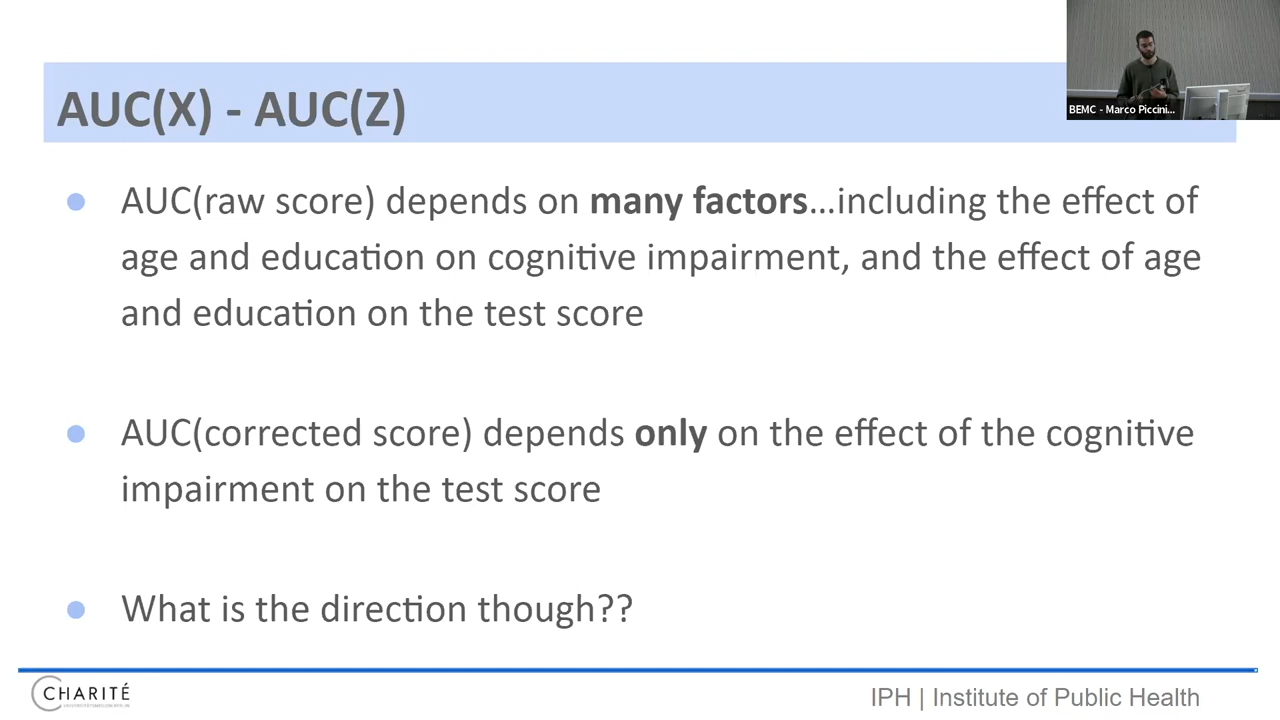 AUC(X) - AUC(Z)
BEMC - Marco Piccini...
● AUC(raw score) depends on many factors...including the effect of
age and education on cognitive impairment, and the effect of age
and education on the test score
● AUC(corrected score) depends only on the effect of the cognitive
impairment on the test score
● What is the direction though??
CHARITÉ
UNIVERSITÄTSMEDIZIN BERLIN
IPH | Institute of Public Health